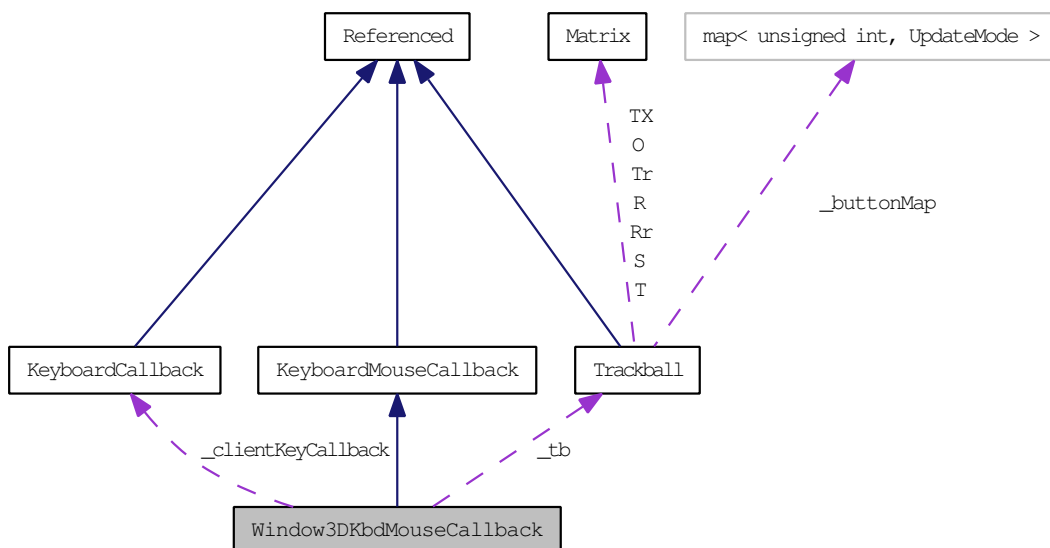 Referenced
Matrix
map< unsigned int, UpdateMode >
TX
O
Tr
R
Rr
S
T
_buttonMap
KeyboardCallback
KeyboardMouseCallback
Trackball
_clientKeyCallback
_tb
Window3DKbdMouseCallback